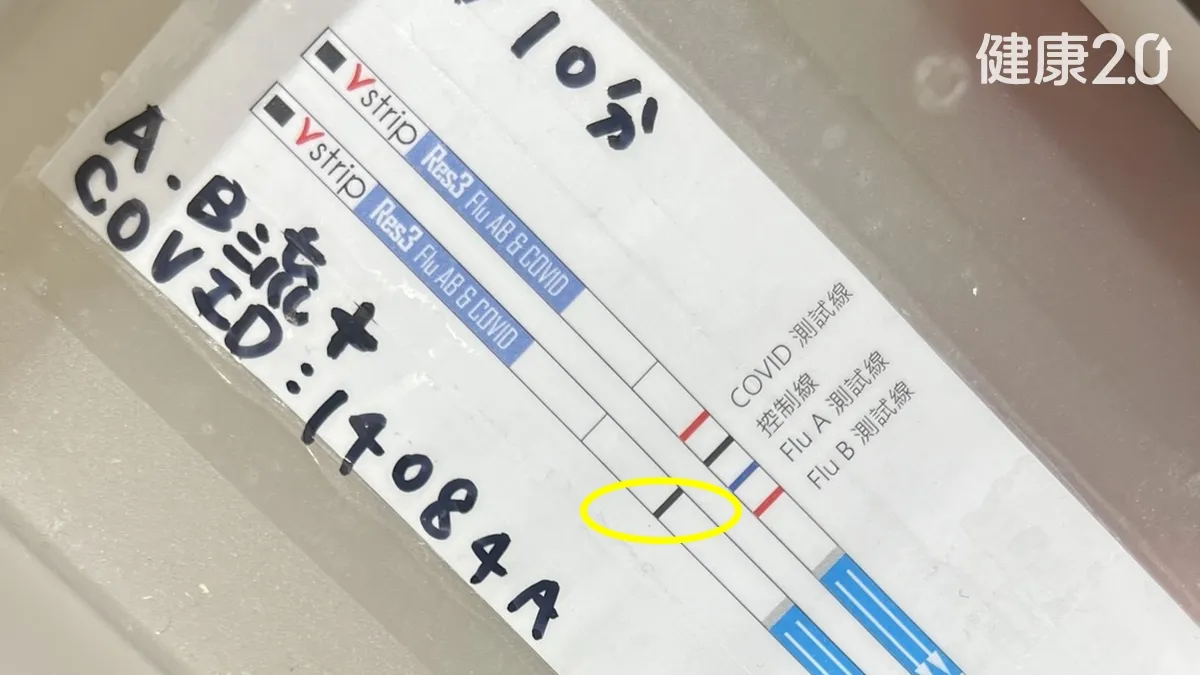 健康2.0
10分
Vstrip Res3 Flu AB & COVID
Vstrip Res3 Flu AB & COVID
A.B流+
COVID:14084A
COVID 測試線
控制線
Flu A 測試線
Flu B 測試線